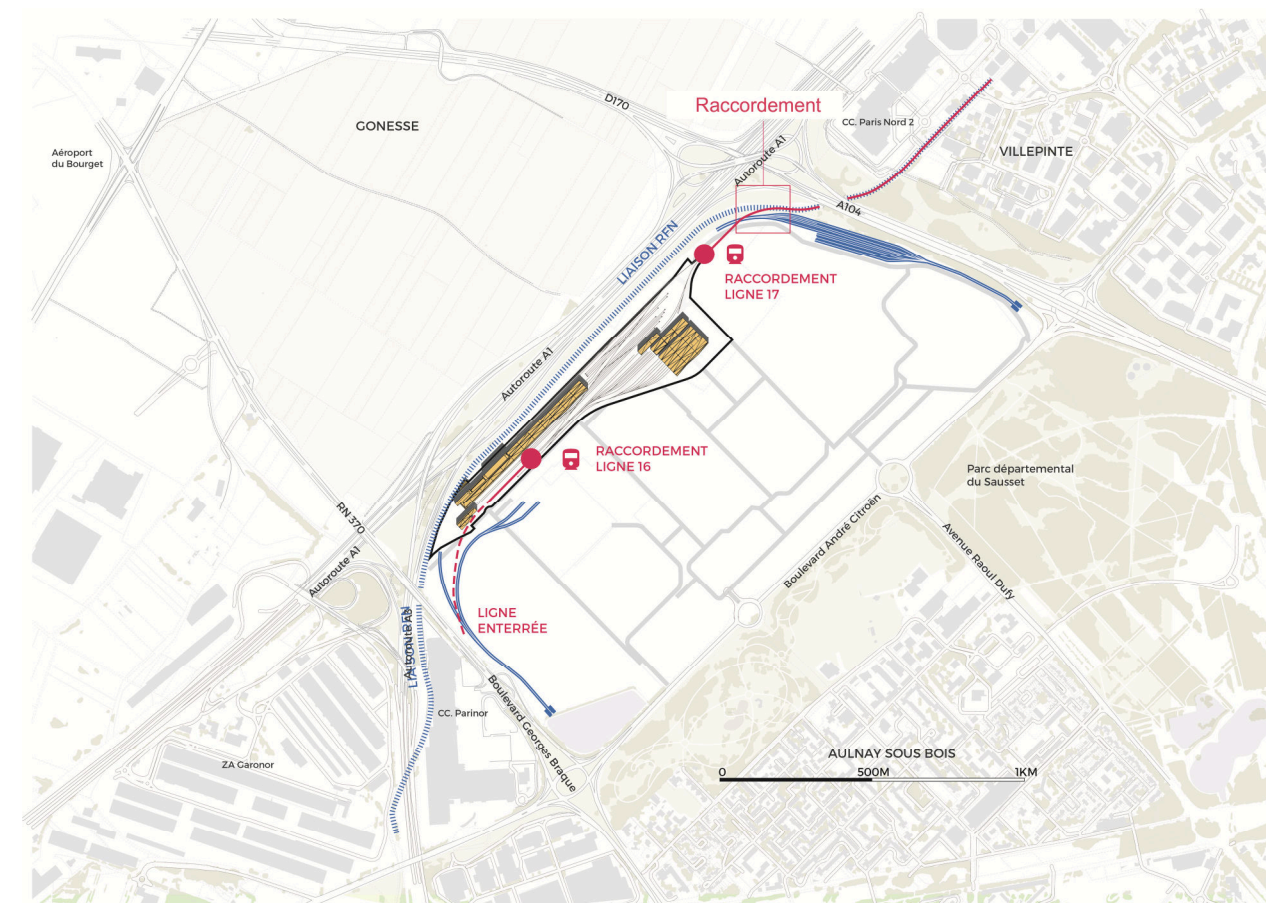 D170
Raccordement
CC. Paris Nord 2
GONESSE
Aéroport
du Bourget
VILLEPINTE
Autoroute A1
A104
LIAISON RFN
RACCORDEMENT
LIGNE 17
Autoroute A1
RACCORDEMENT
LIGNE 16
Parc départemental
du Sausset
RN 370
Boulevard André Citroën
Avenue Raoul Dufy
Autoroute A1
LIGNE
ENTERRÉE
Autoroute A3
LIAISON RFN
Boulevard Georges Braque
CC. Parinor
ZA Garonor
AULNAY SOUS BOIS
0 500M 1KM